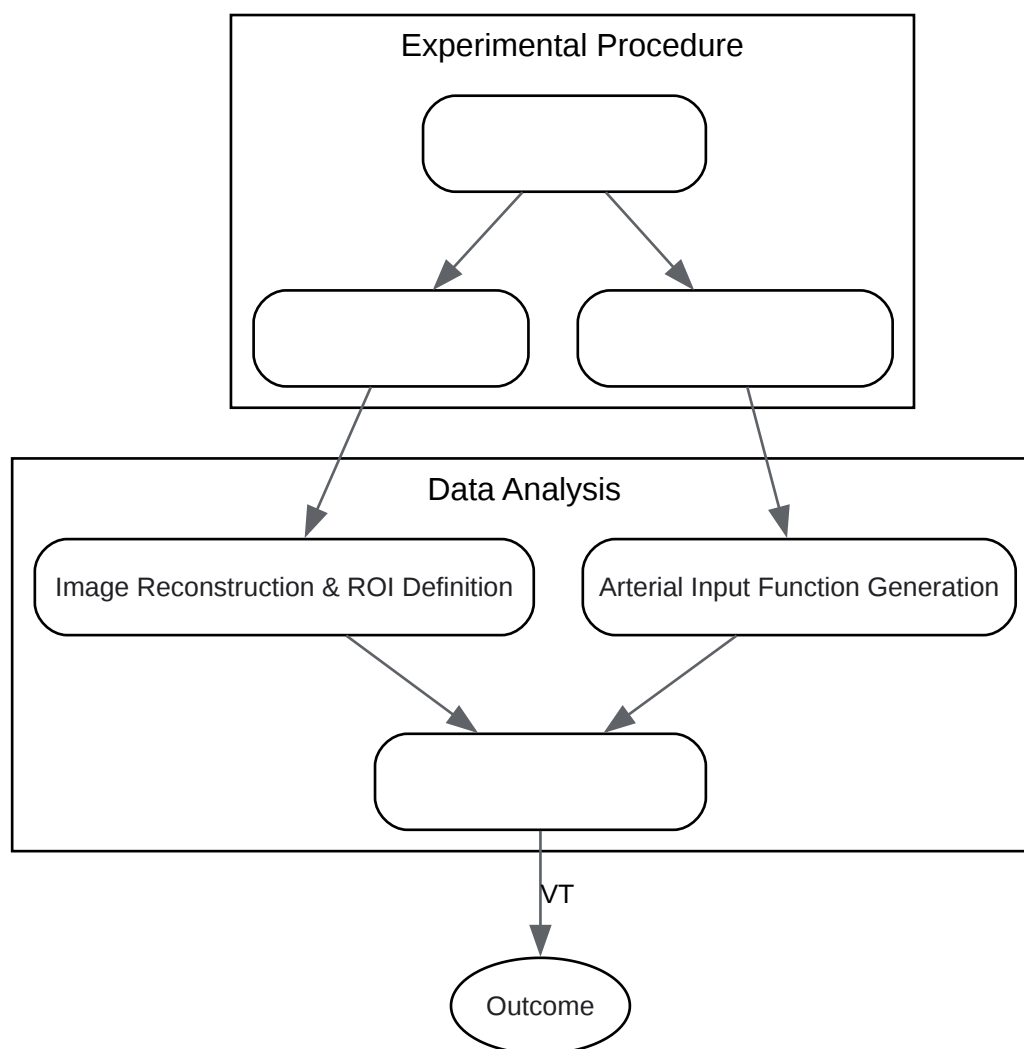 Experimental Procedure
Data Analysis
Image Reconstruction & ROI Definition
Arterial Input Function Generation
VT
Outcome